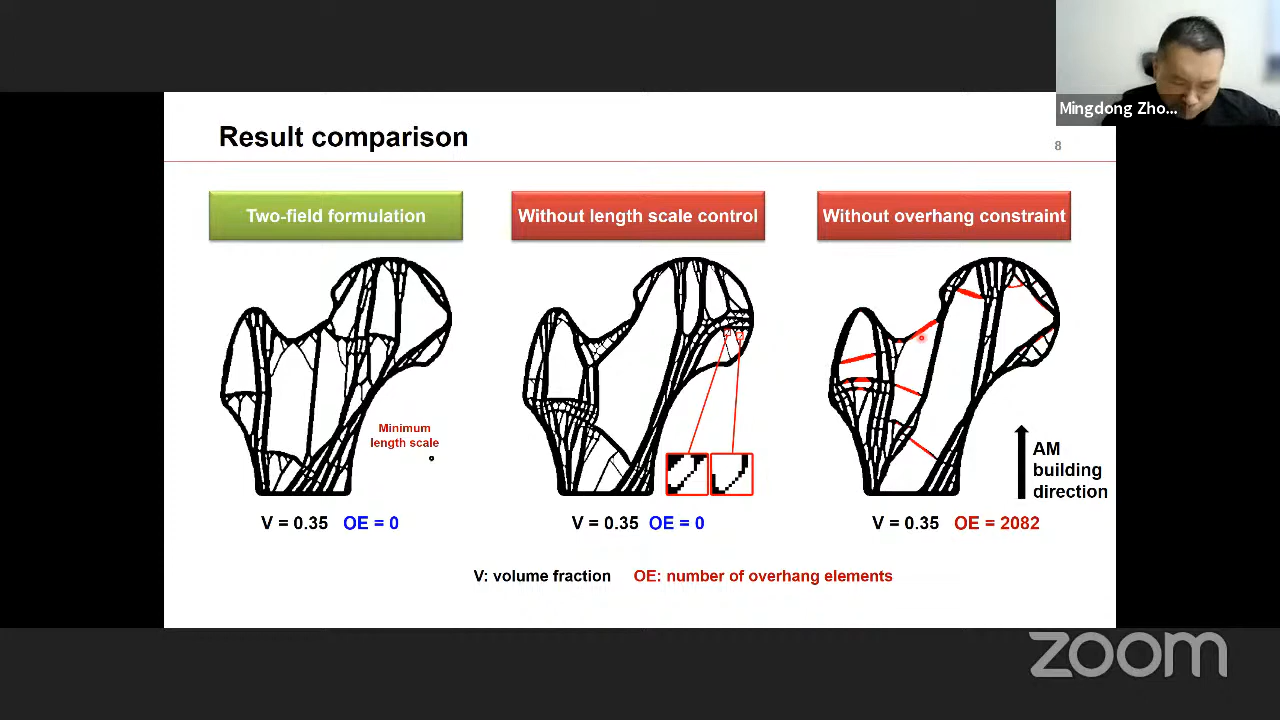 Mingdong Zho...
Result comparison
8
Two-field formulation
Without length scale control
Without overhang constraint
Minimum
length scale
AM
building
direction
V = 0.35 OE = 0
V = 0.35 OE = 0
V = 0.35 OE = 2082
V: volume fraction OE: number of overhang elements
zoom